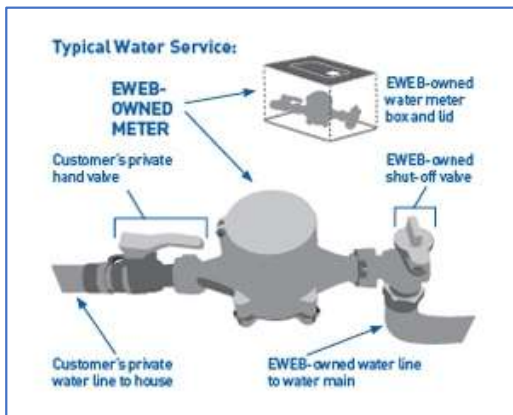 Typical Water Service:
EWEB-
OWNED
METER
EWEB-owned
water meter
box and lid
Customer's private
hand valve
EWEB-owned
shut-off valve
Customer's private
water line to house
EWEB-owned water line
to water main